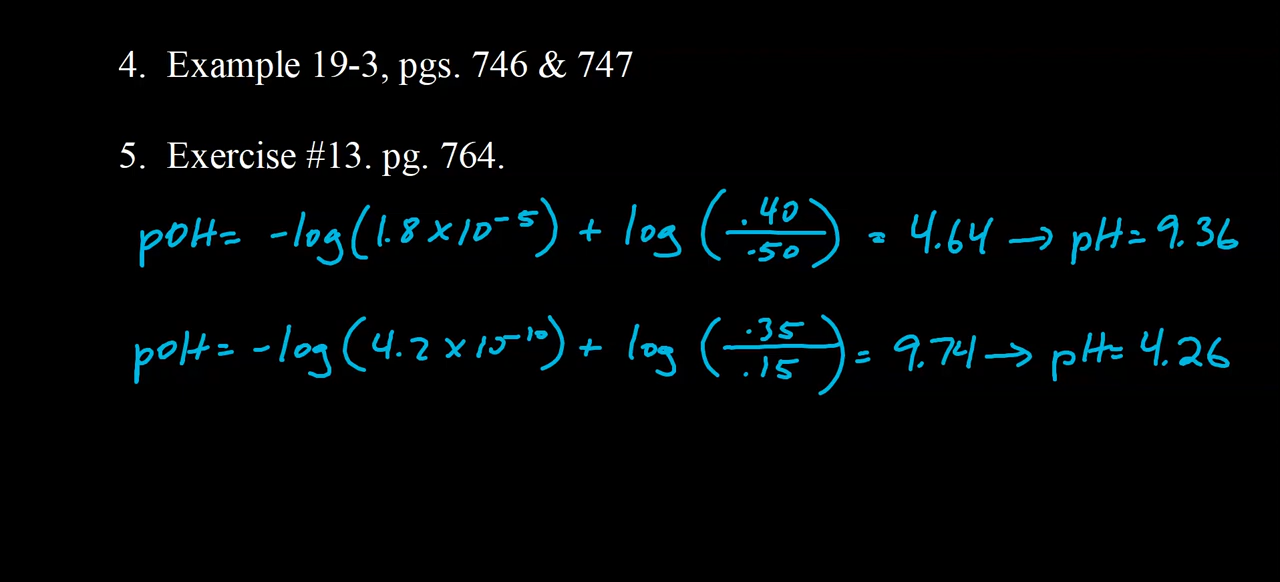 4. Example 19-3, pgs. 746 & 747
5. Exercise #13. pg. 764.
pOH= -log(1.8x10⁻⁵) + log(.40/.50) = 4.64 → pH=9.36
pOH= -log(4.2x10⁻¹⁰) + log(.35/.15) = 9.74 → pH= 4.26